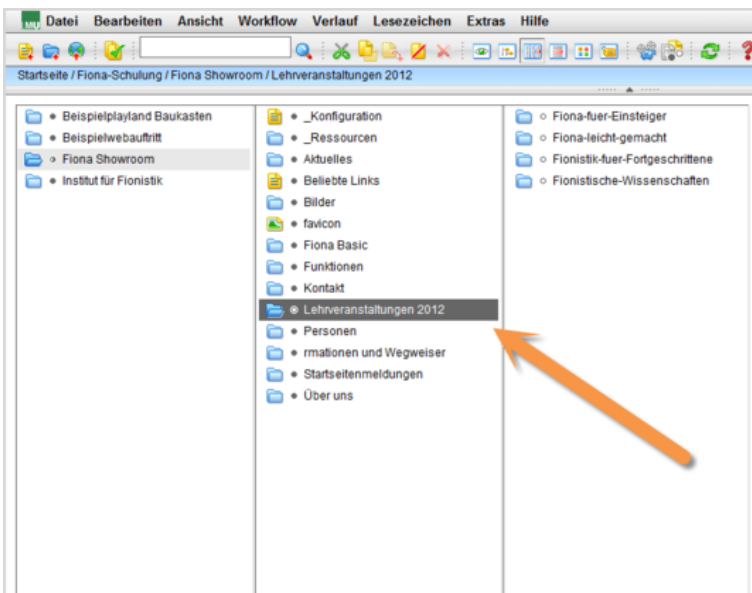 MU Datei Bearbeiten Ansicht Workflow Verlauf Lesezeichen Extras Hilfe
?
Startseite / Fiona-Schulung / Fiona Showroom / Lehrveranstaltungen 2012
Beispielplayland Baukasten
Beispielwebauftritt
Fiona Showroom
Institut für Fionistik
_Konfiguration
_Ressourcen
Aktuelles
Beliebte Links
Bilder
favicon
Fiona Basic
Funktionen
Kontakt
Lehrveranstaltungen 2012
Personen
rmationen und Wegweiser
Startseitenmeldungen
Über uns
Fiona-fuer-Einsteiger
Fiona-leicht-gemacht
Fionistik-fuer-Fortgeschrittene
Fionistische-Wissenschaften